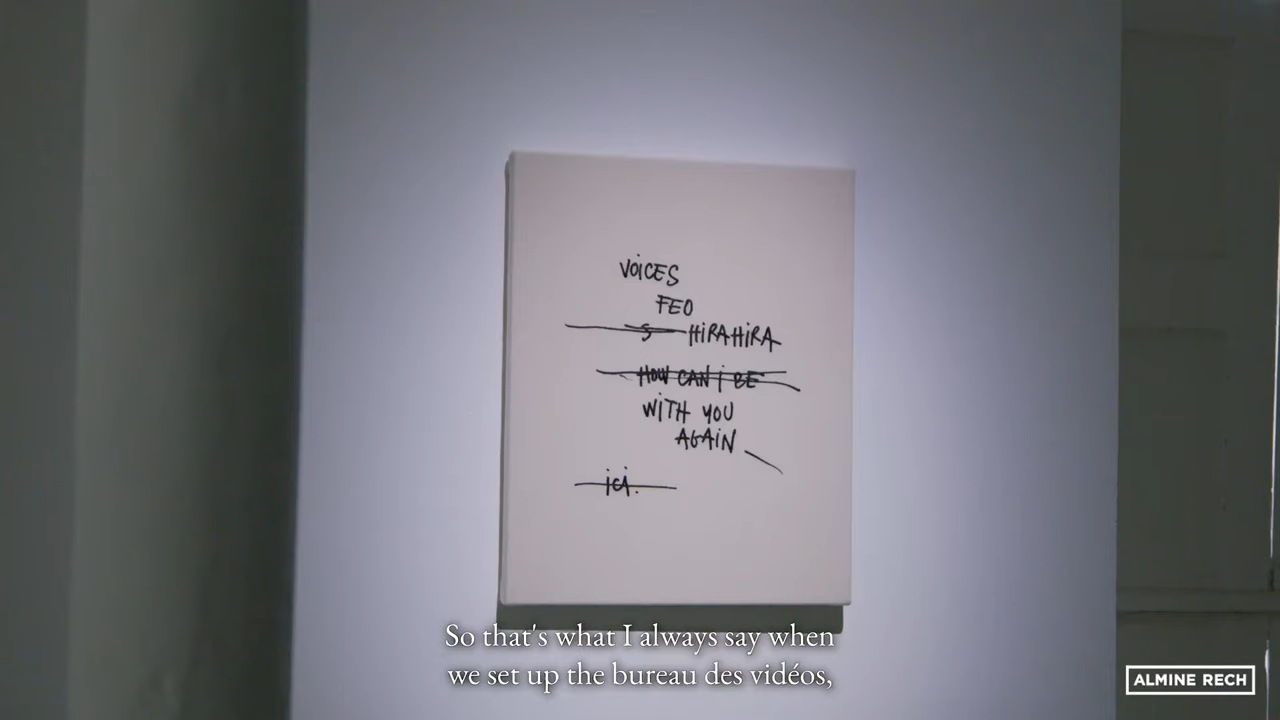 VOiCES
FEO
S HiRAHiRA
HOW CAN i BE
WiTH YOU
AGAiN
ici.
So that's what I always say when
we set up the bureau des vidéos,
ALMINE RECH